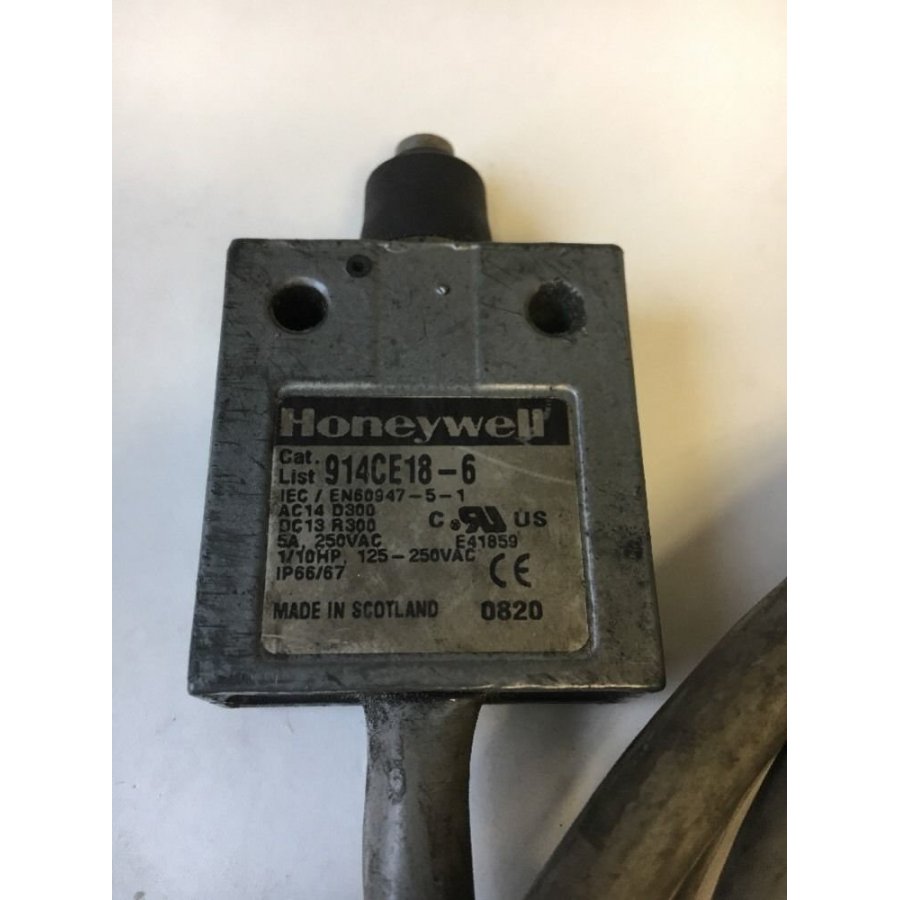 Honeywell
Cat.
List 914CE18-6
IEC / EN60947-5-1
AC14 D300
DC13 R300
C RU US
5A, 250VAC E41859
1/10HP, 125-250VAC
IP66/67 CE
MADE IN SCOTLAND 0820